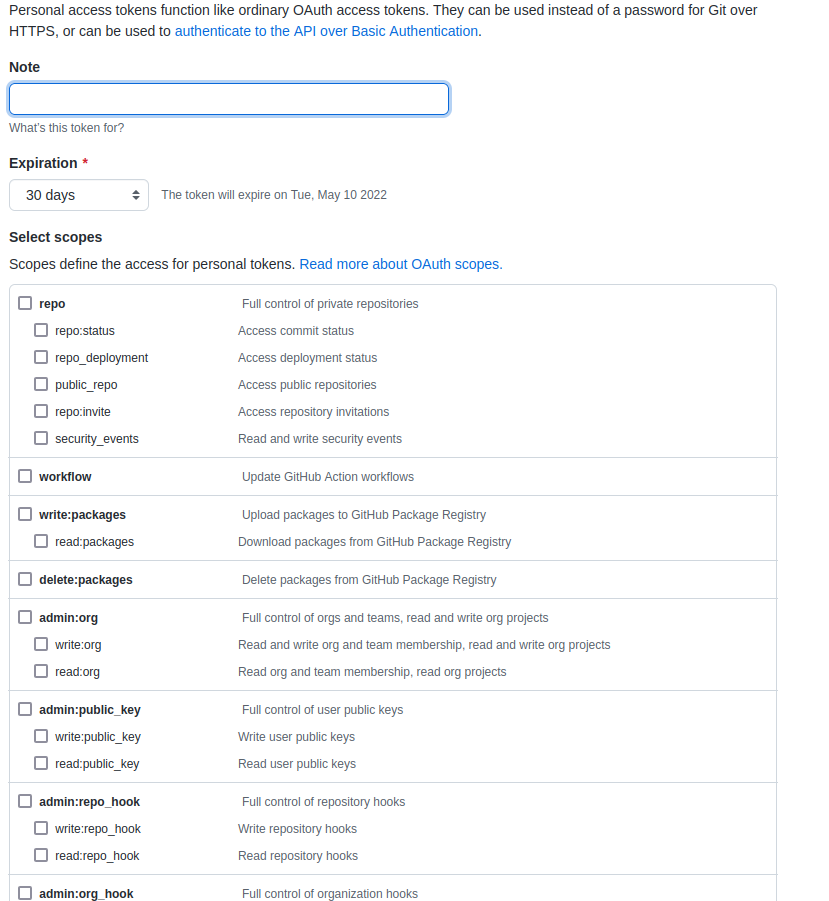 Personal access tokens function like ordinary OAuth access tokens. They can be used instead of a password for Git over
HTTPS, or can be used to authenticate to the API over Basic Authentication.
Note
What's this token for?
Expiration *
30 days The token will expire on Tue, May 10 2022
Select scopes
Scopes define the access for personal tokens. Read more about OAuth scopes.
repo Full control of private repositories
repo:status Access commit status
repo_deployment Access deployment status
public_repo Access public repositories
repo:invite Access repository invitations
security_events Read and write security events
workflow Update GitHub Action workflows
write:packages Upload packages to GitHub Package Registry
read:packages Download packages from GitHub Package Registry
delete:packages Delete packages from GitHub Package Registry
admin:org Full control of orgs and teams, read and write org projects
write:org Read and write org and team membership, read and write org projects
read:org Read org and team membership, read org projects
admin:public_key Full control of user public keys
write:public_key Write user public keys
read:public_key Read user public keys
admin:repo_hook Full control of repository hooks
write:repo_hook Write repository hooks
read:repo_hook Read repository hooks
admin:org_hook Full control of organization hooks